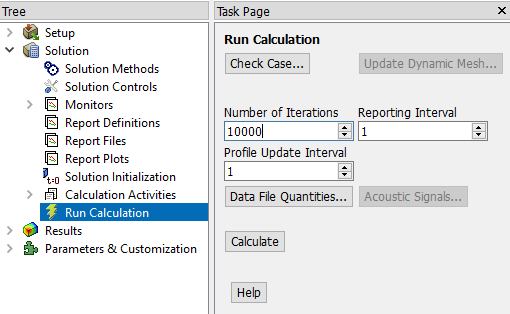 Tree
Setup
Solution
Solution Methods
Solution Controls
Monitors
Report Definitions
Report Files
Report Plots
t=0 Solution Initialization
Calculation Activities
Run Calculation
Results
Parameters & Customization
Task Page
Run Calculation
Check Case... Update Dynamic Mesh...
Number of Iterations Reporting Interval
10000 1
Profile Update Interval
1
Data File Quantities... Acoustic Signals...
Calculate
Help